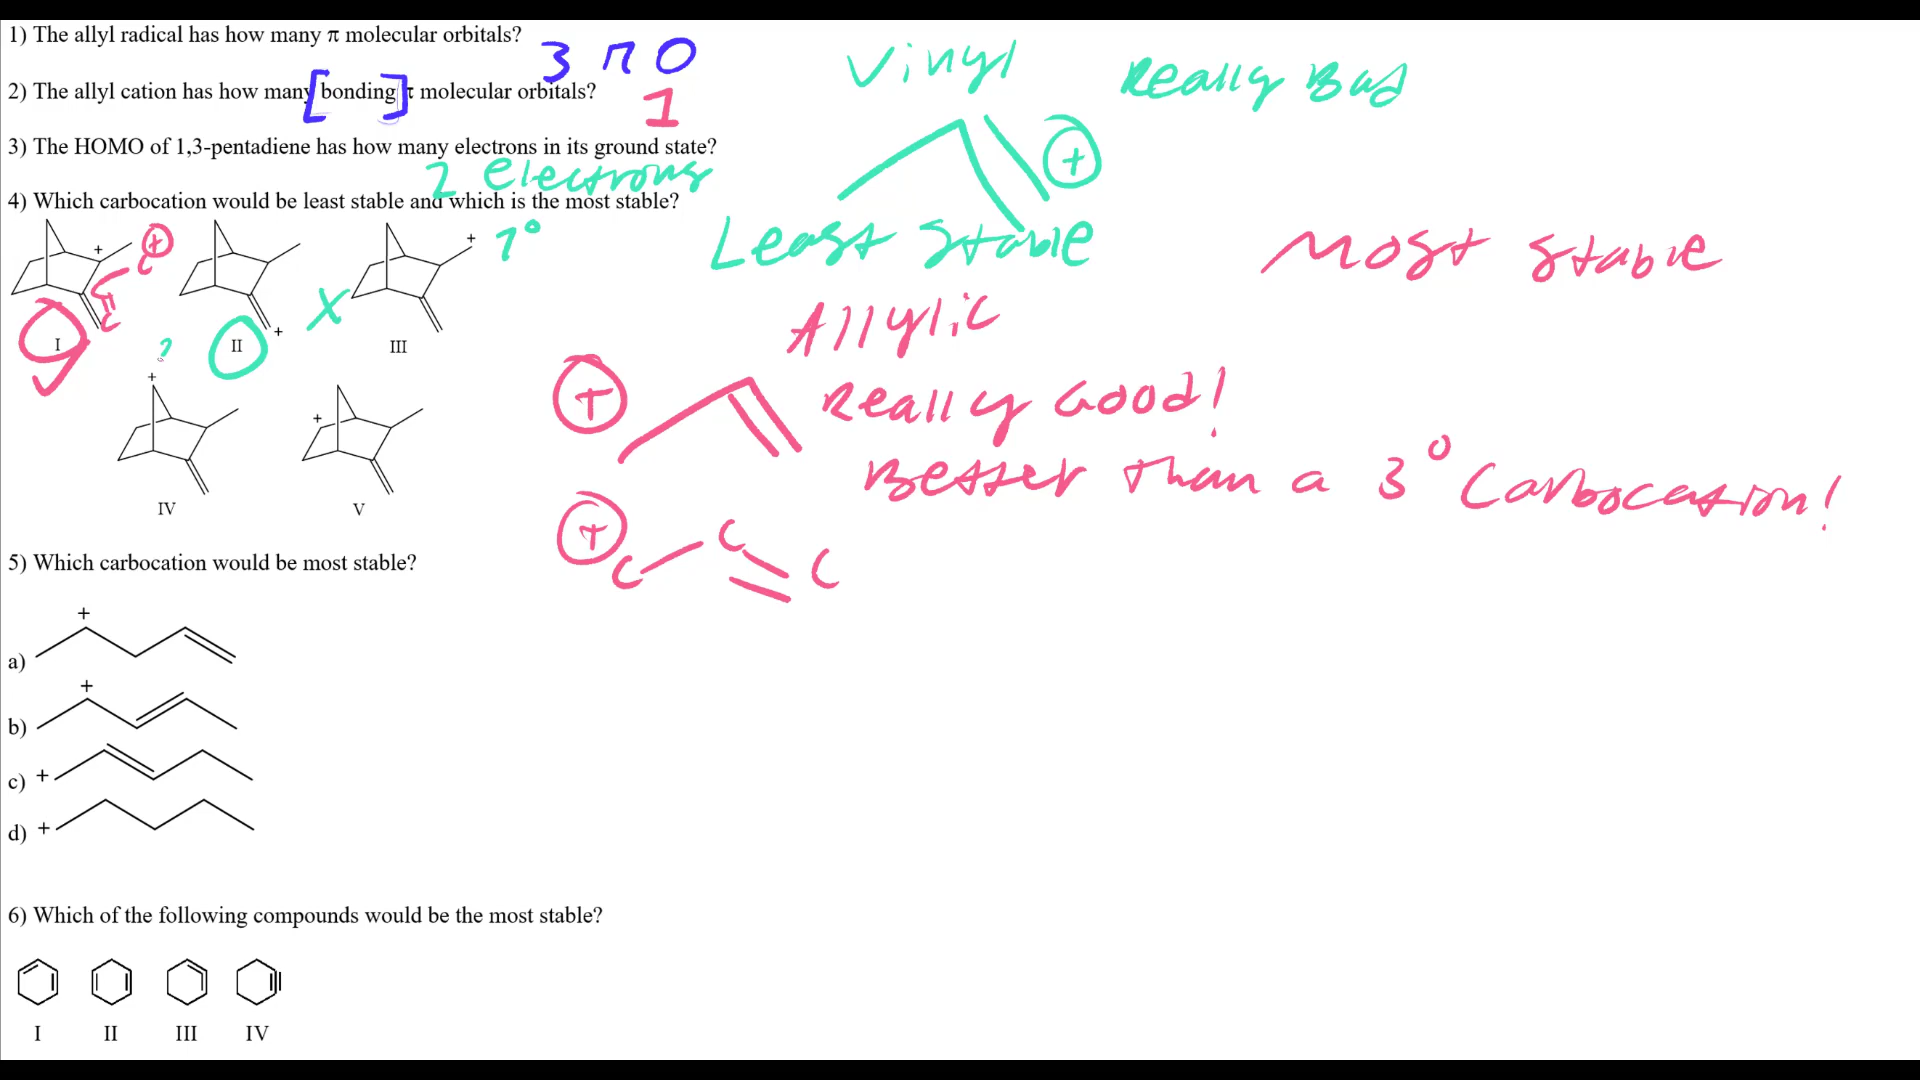 1) The allyl radical has how many π molecular orbitals?
3 π O
2) The allyl cation has how many [bonding] π molecular orbitals?
1
3) The HOMO of 1,3-pentadiene has how many electrons in its ground state?
2 electrons
4) Which carbocation would be least stable and which is the most stable?
Vinyl
Really Bad
+
Least stable
Most stable
+ + C C C
+ X
+ 1°
I
II
III
?
+
+
IV
V
Allylic
+
Really Good!
Better than a 3° Carbocation!
+
C C C
5) Which carbocation would be most stable?
+
a)
+
b)
c) +
d) +
6) Which of the following compounds would be the most stable?
I II III IV